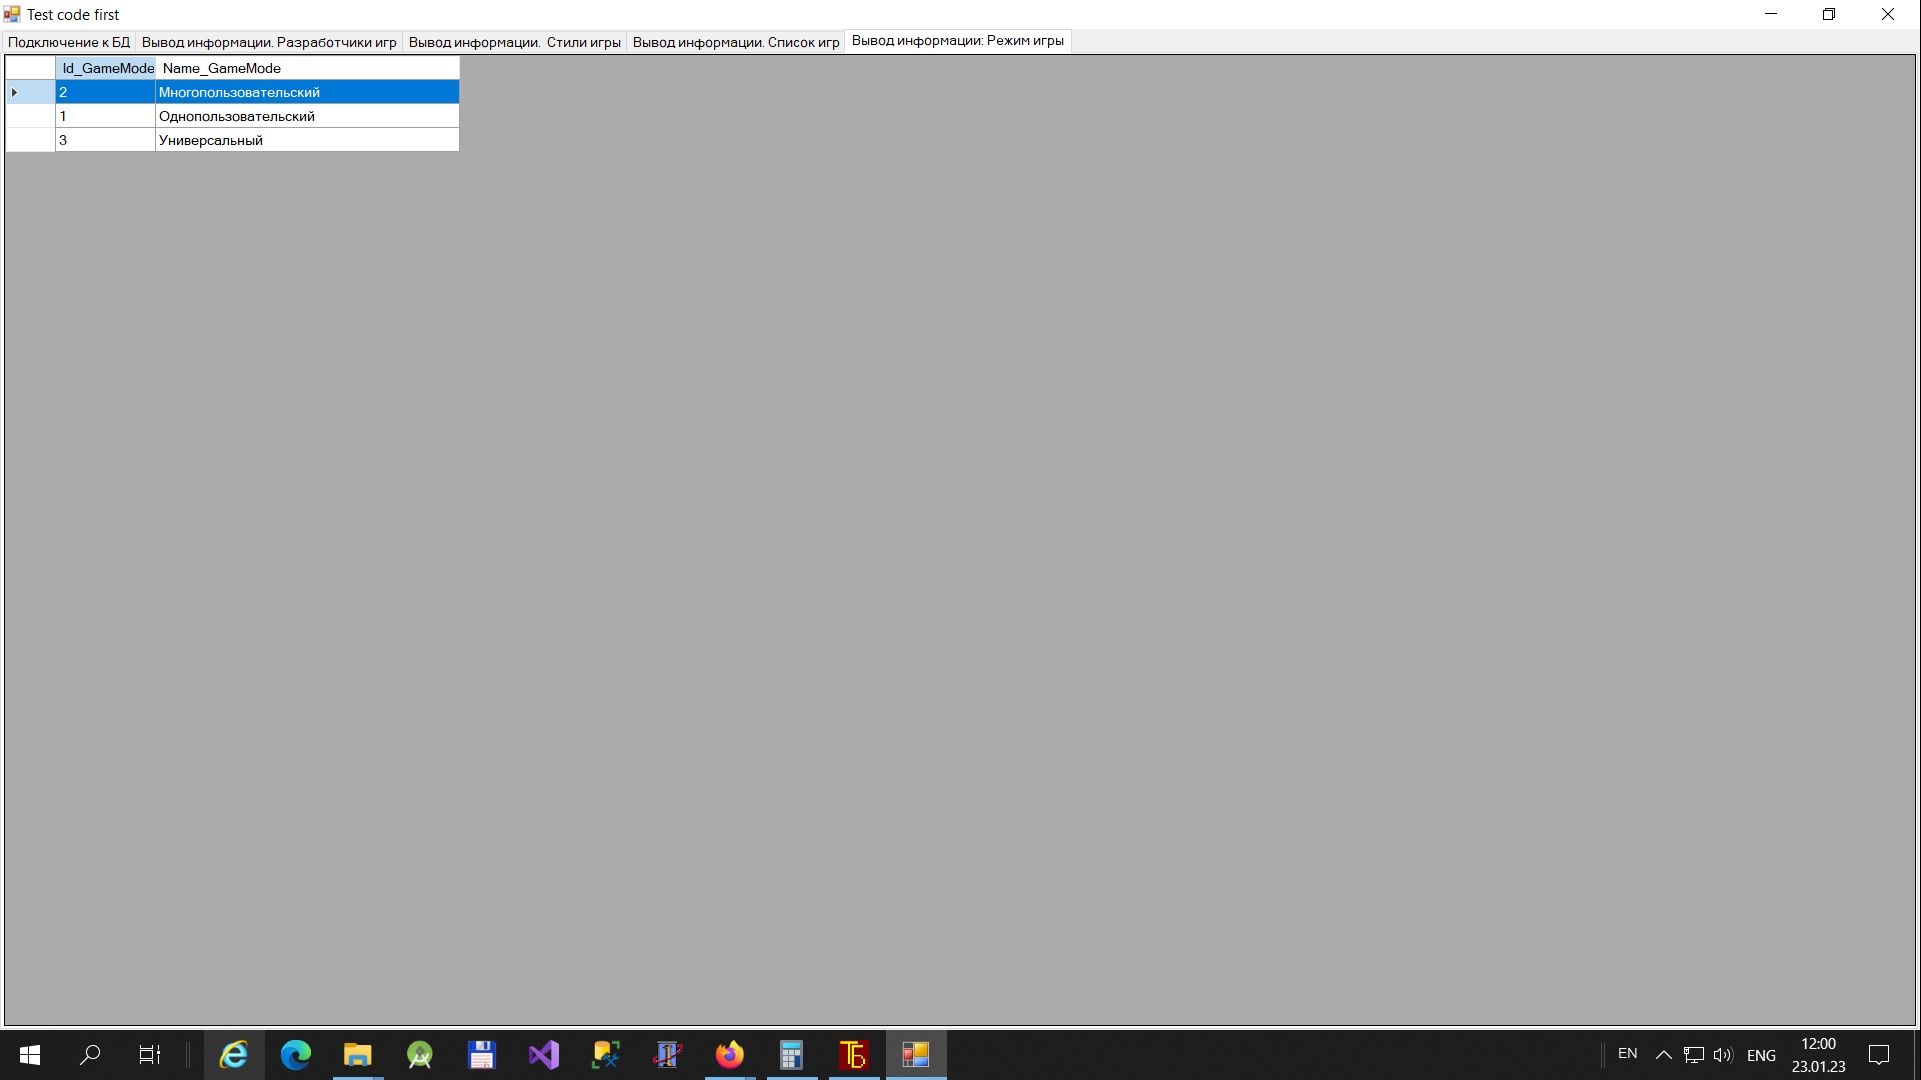 Test code first
Подключение к БД Вывод информации. Разработчики игр Вывод информации.  Стили игры Вывод информации. Список игр Вывод информации: Режим игры
Id_GameMode Name_GameMode
2 Многопользовательский
1 Однопользовательский
3 Универсальный
EN ENG 12:00
23.01.23